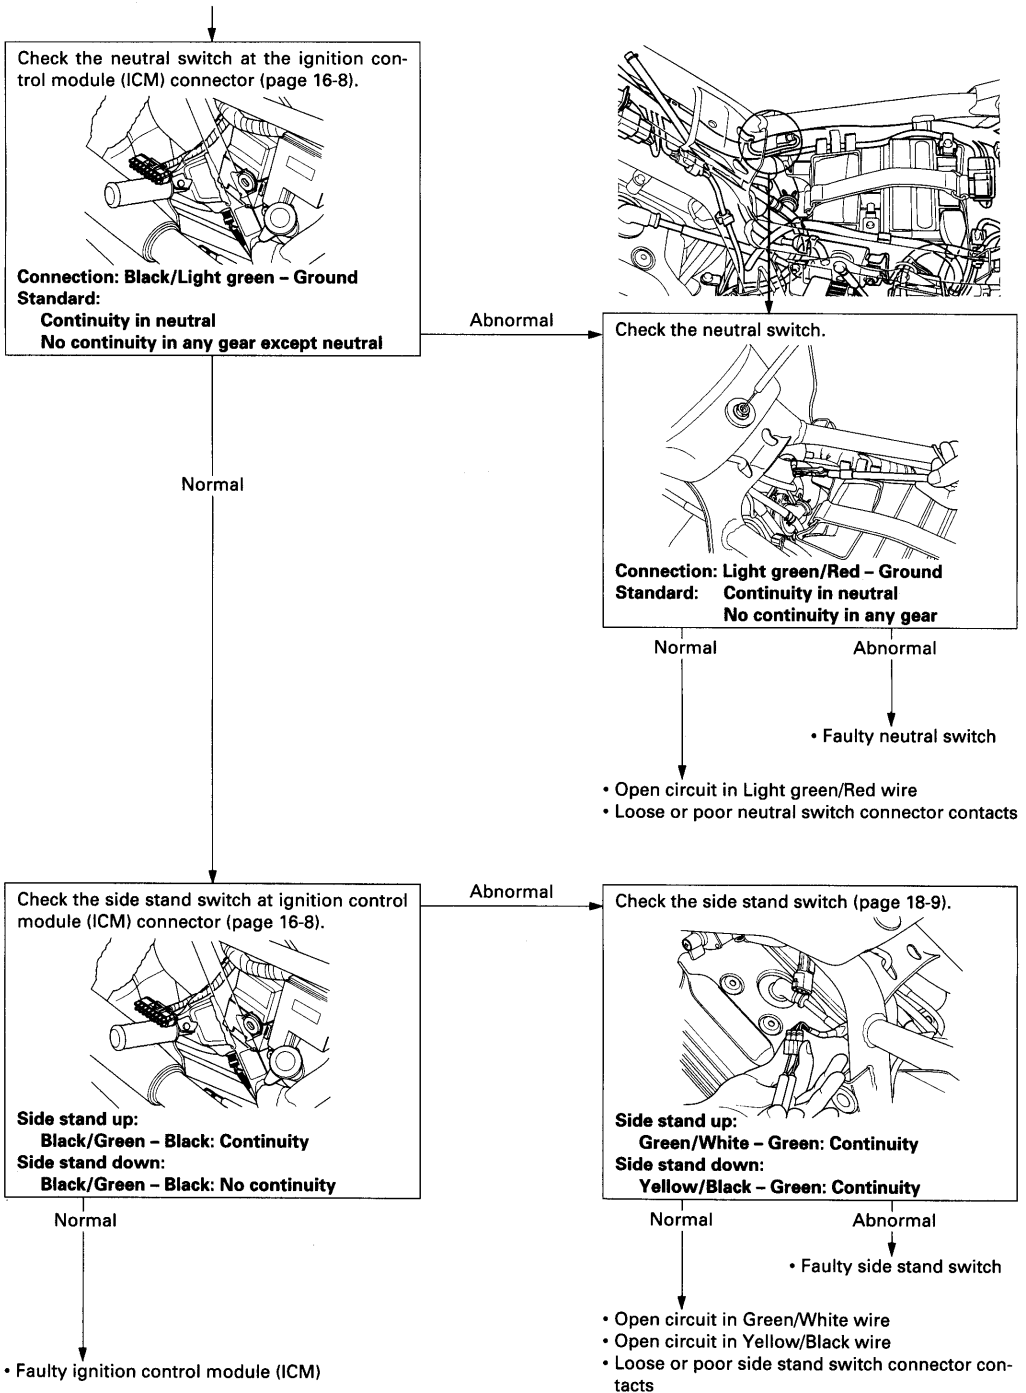 Check the neutral switch at the ignition con-
trol module (ICM) connector (page 16-8).
Connection: Black/Light green – Ground
Standard:
Continuity in neutral
No continuity in any gear except neutral
Abnormal
Check the neutral switch.
Connection: Light green/Red – Ground
Standard: Continuity in neutral
No continuity in any gear
Normal
Normal
Abnormal
• Faulty neutral switch
• Open circuit in Light green/Red wire
• Loose or poor neutral switch connector contacts
Check the side stand switch at ignition control
module (ICM) connector (page 16-8).
Side stand up:
Black/Green – Black: Continuity
Side stand down:
Black/Green – Black: No continuity
Abnormal
Check the side stand switch (page 18-9).
Side stand up:
Green/White – Green: Continuity
Side stand down:
Yellow/Black – Green: Continuity
Normal
Normal
Abnormal
• Faulty side stand switch
• Open circuit in Green/White wire
• Open circuit in Yellow/Black wire
• Loose or poor side stand switch connector con-
tacts
• Faulty ignition control module (ICM)